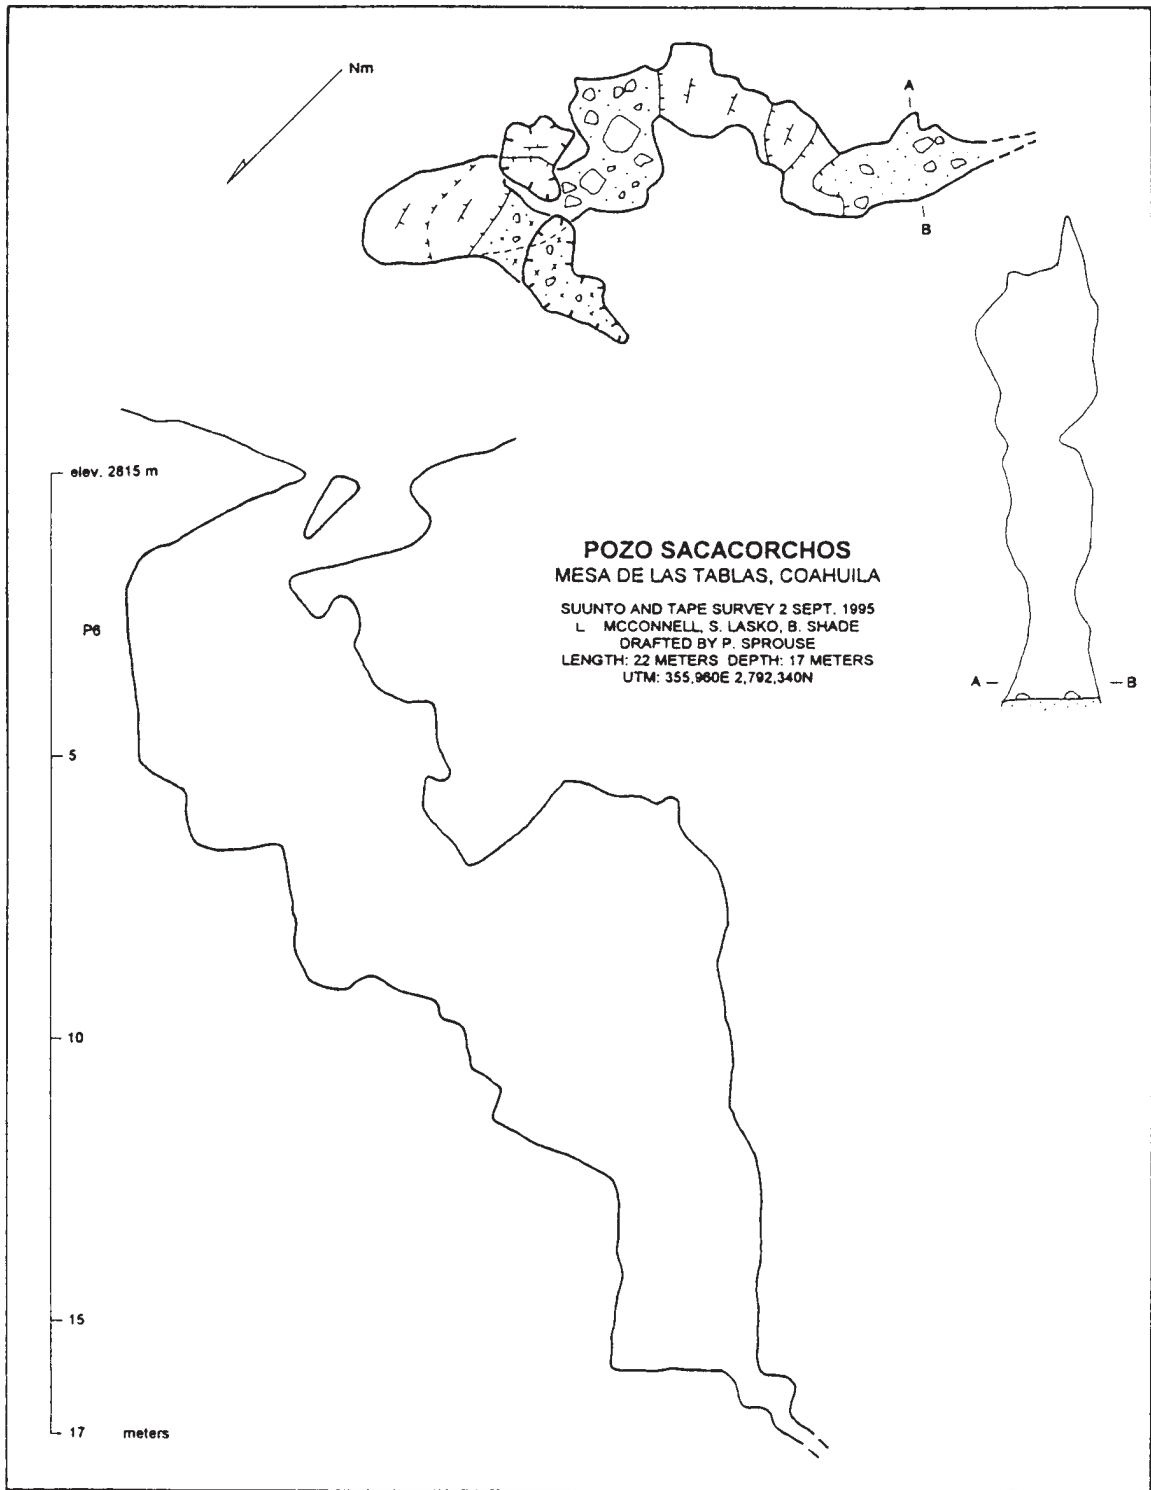 Nm
A
B
elev. 2815 m
POZO SACACORCHOS
MESA DE LAS TABLAS, COAHUILA
SUUNTO AND TAPE SURVEY 2 SEPT. 1995
L MCCONNELL, S. LASKO, B. SHADE
DRAFTED BY P. SPROUSE
LENGTH: 22 METERS DEPTH: 17 METERS
UTM: 355,960E 2,792,340N
P6
A B
5
10
15
17 meters